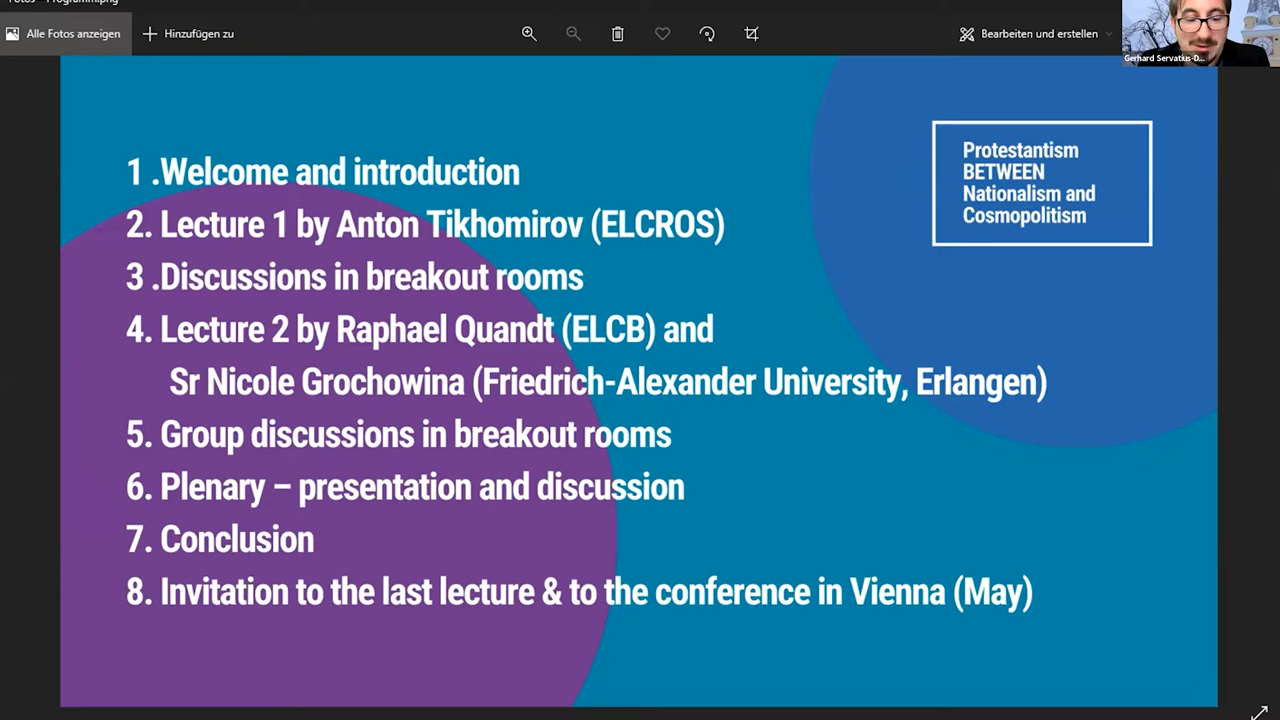 Alle Fotos anzeigen
Hinzufügen zu
Bearbeiten und erstellen
Gerhard Servatius-D...
Protestantism
BETWEEN
Nationalism and
Cosmopolitism
1 .Welcome and introduction
2. Lecture 1 by Anton Tikhomirov (ELCROS)
3 .Discussions in breakout rooms
4. Lecture 2 by Raphael Quandt (ELCB) and
Sr Nicole Grochowina (Friedrich-Alexander University, Erlangen)
5. Group discussions in breakout rooms
6. Plenary – presentation and discussion
7. Conclusion
8. Invitation to the last lecture & to the conference in Vienna (May)